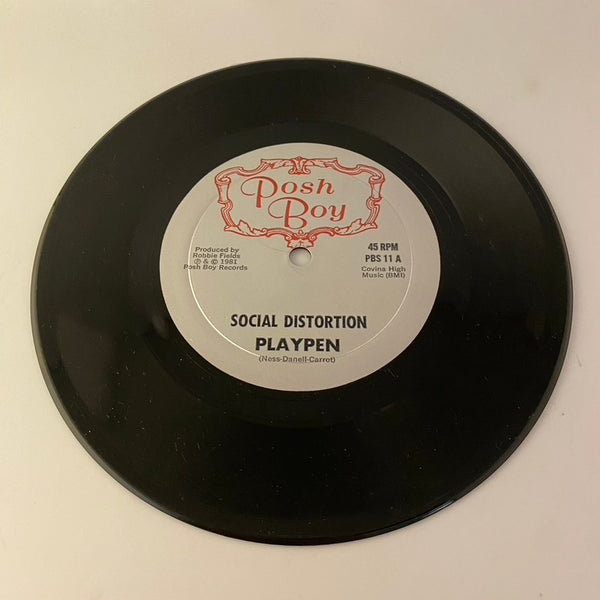 Posh
Boy
Produced by
Robbie Fields
℗ & © 1981
Posh Boy Records
45 RPM
PBS 11 A
Covina High
Music (BMI)
SOCIAL DISTORTION
PLAYPEN
(Ness-Danell-Carrot)